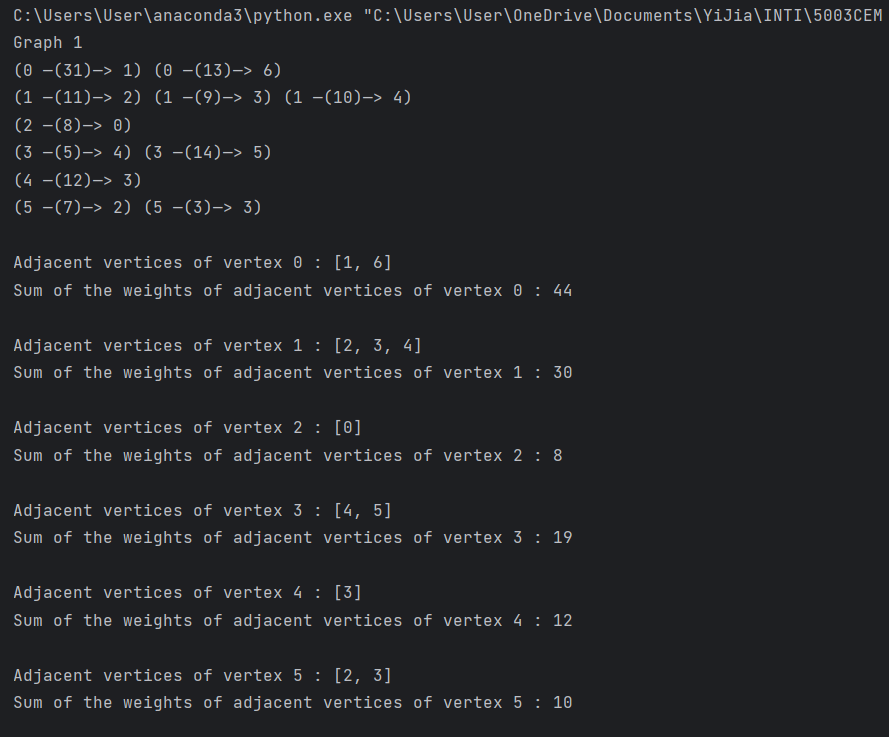 C:\Users\User\anaconda3\python.exe "C:\Users\User\OneDrive\Documents\YiJia\INTI\5003CEM
Graph 1
(0 —(31)—> 1) (0 —(13)—> 6)
(1 —(11)—> 2) (1 —(9)—> 3) (1 —(10)—> 4)
(2 —(8)—> 0)
(3 —(5)—> 4) (3 —(14)—> 5)
(4 —(12)—> 3)
(5 —(7)—> 2) (5 —(3)—> 3)
Adjacent vertices of vertex 0 : [1, 6]
Sum of the weights of adjacent vertices of vertex 0 : 44
Adjacent vertices of vertex 1 : [2, 3, 4]
Sum of the weights of adjacent vertices of vertex 1 : 30
Adjacent vertices of vertex 2 : [0]
Sum of the weights of adjacent vertices of vertex 2 : 8
Adjacent vertices of vertex 3 : [4, 5]
Sum of the weights of adjacent vertices of vertex 3 : 19
Adjacent vertices of vertex 4 : [3]
Sum of the weights of adjacent vertices of vertex 4 : 12
Adjacent vertices of vertex 5 : [2, 3]
Sum of the weights of adjacent vertices of vertex 5 : 10